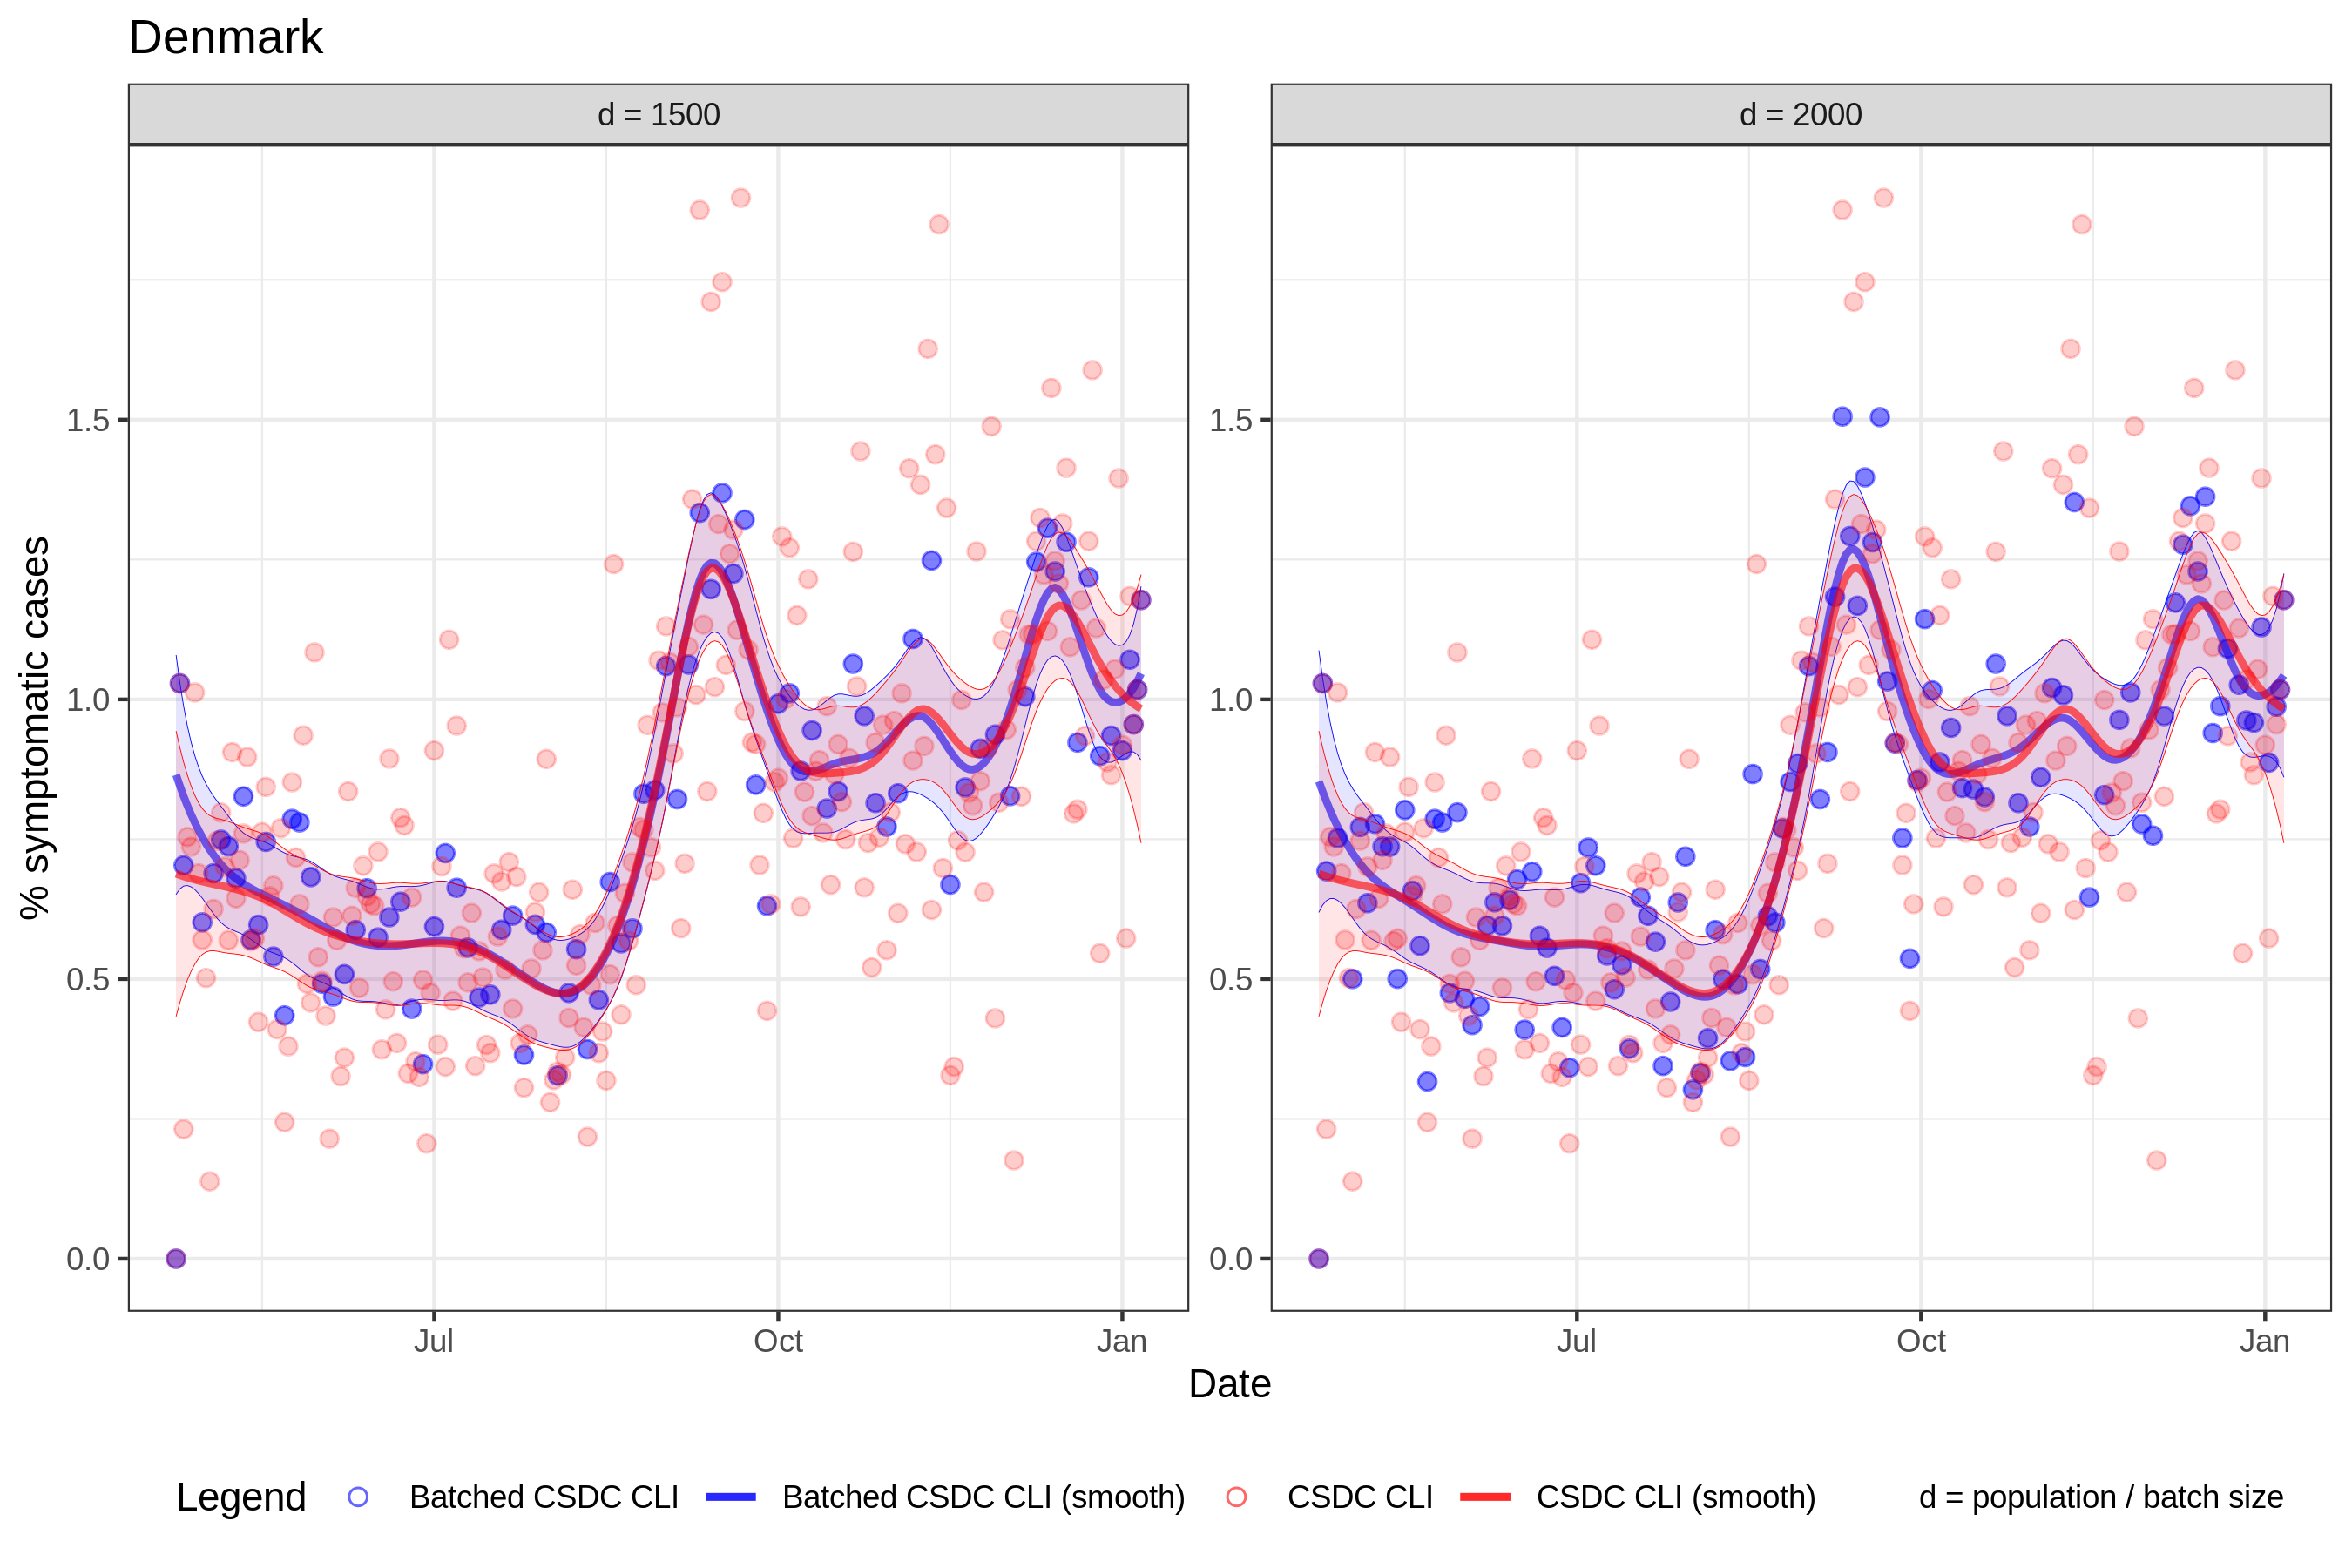 Denmark
d = 1500
d = 2000
% symptomatic cases
1.5
1.0
0.5
0.0
1.5
1.0
0.5
0.0
Jul
Oct
Jan
Jul
Oct
Jan
Date
Legend
Batched CSDC CLI
Batched CSDC CLI (smooth)
CSDC CLI
CSDC CLI (smooth)
d = population / batch size